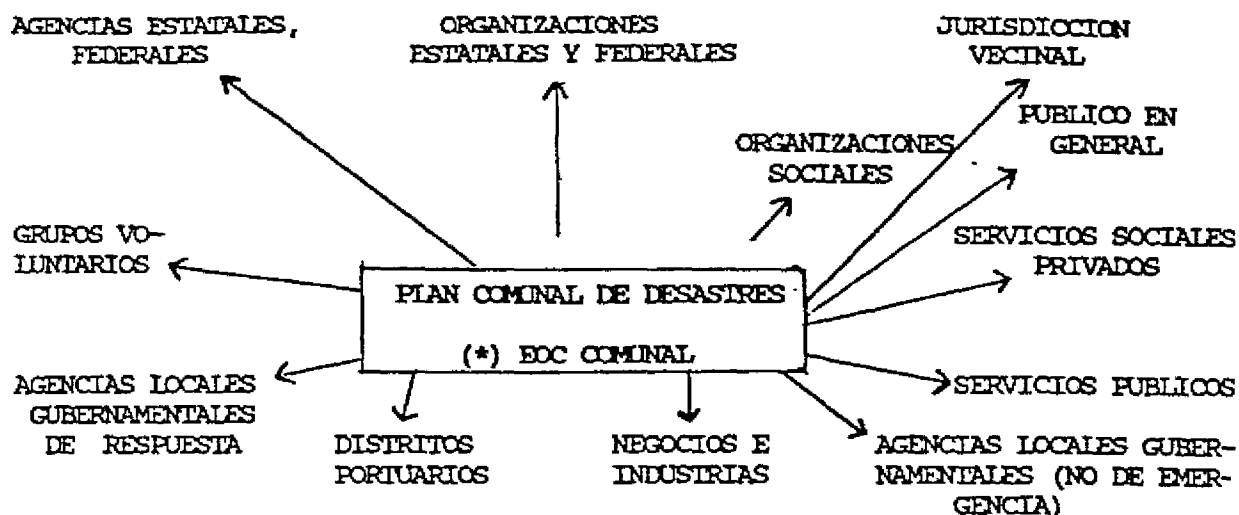 AGENCIAS ESTATALES,
FEDERALES
ORGANIZACIONES
ESTATALES Y FEDERALES
JURISDICCION
VECINAL
PUBLICO EN
GENERAL
ORGANIZACIONES
SOCIALES
GRUPOS VO-
LUNTARIOS
SERVICIOS SOCIALES
PRIVADOS
PLAN COMUNAL DE DESASTRES
(*) EOC COMUNAL
AGENCIAS LOCALES
GUBERNAMENTALES
DE RESPUESTA
SERVICIOS PUBLICOS
DISTRITOS
PORTUARIOS
NEGOCIOS E
INDUSTRIAS
AGENCIAS LOCALES GUBER-
NAMENTALES (NO DE EMER-
GENCIA)